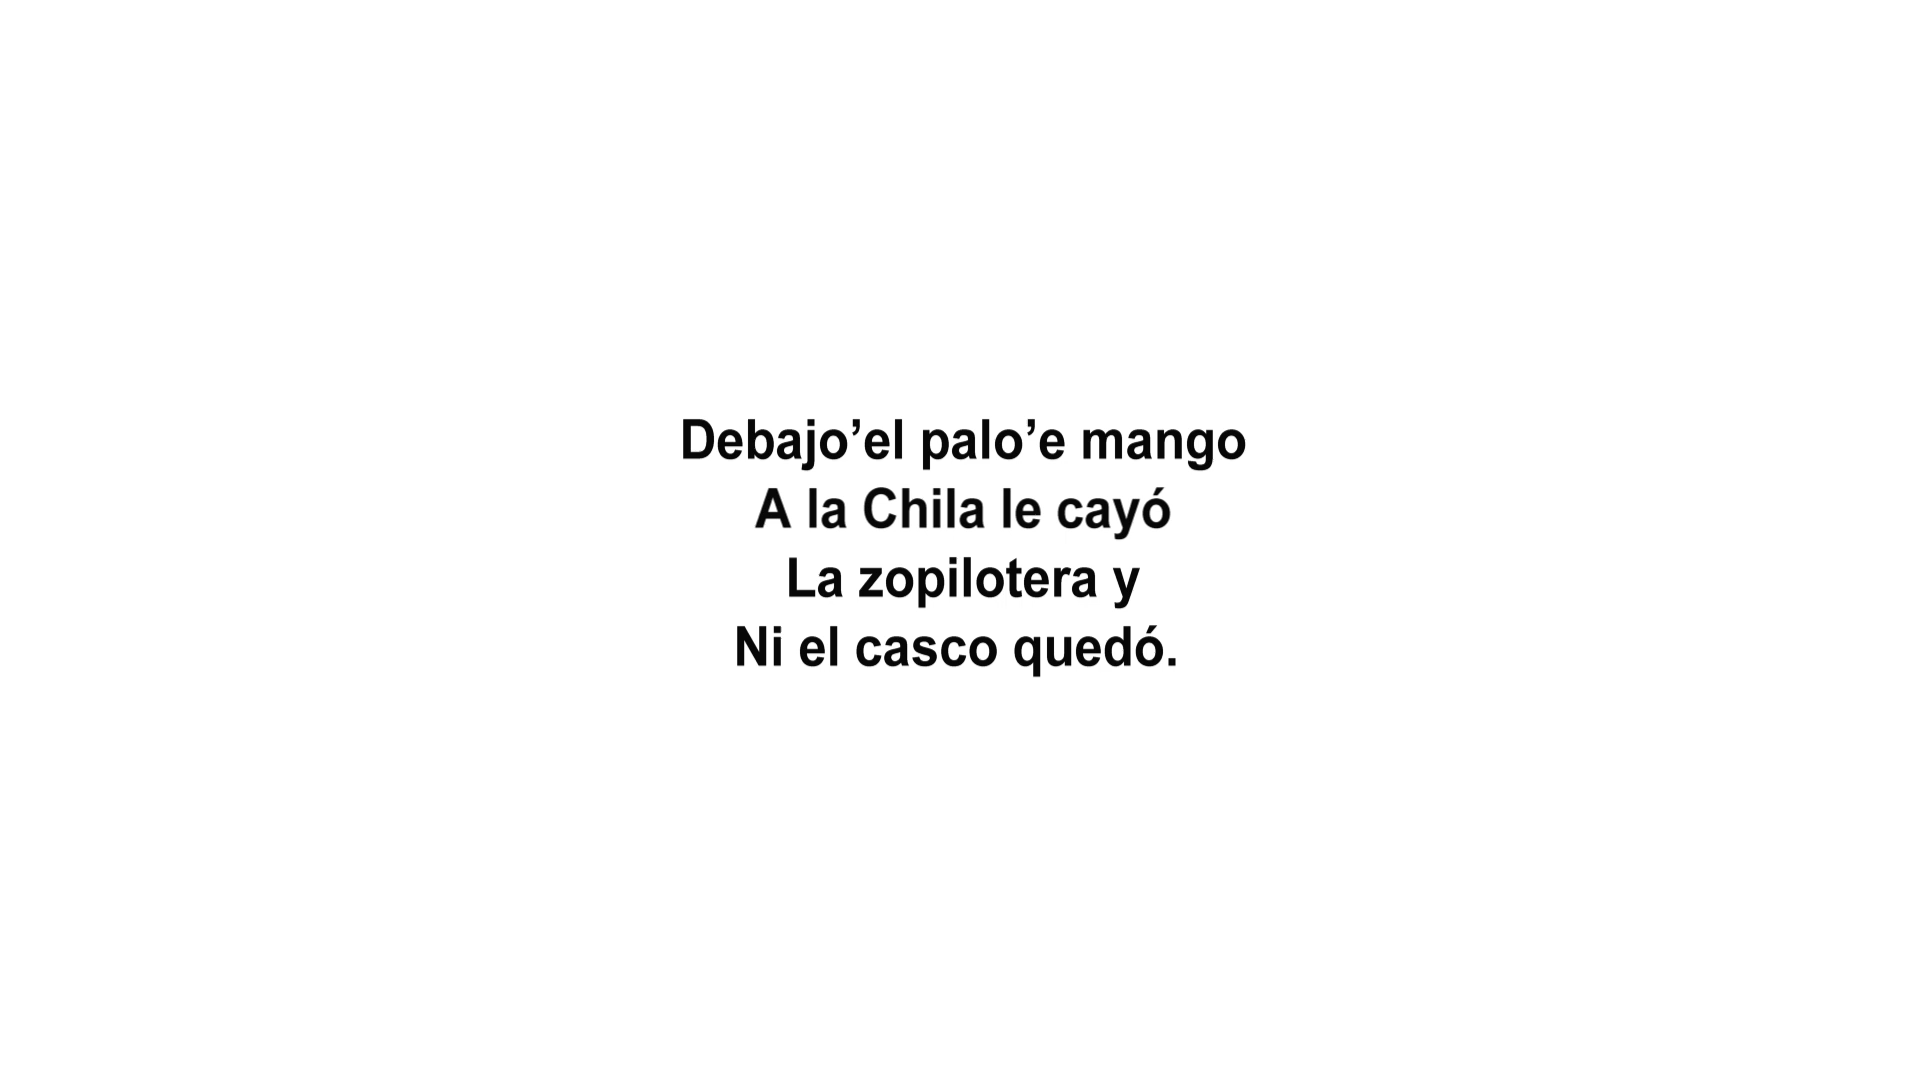 Debajo’el palo’e mango
A la Chila le cayó
La zopilotera y
Ni el casco quedó.